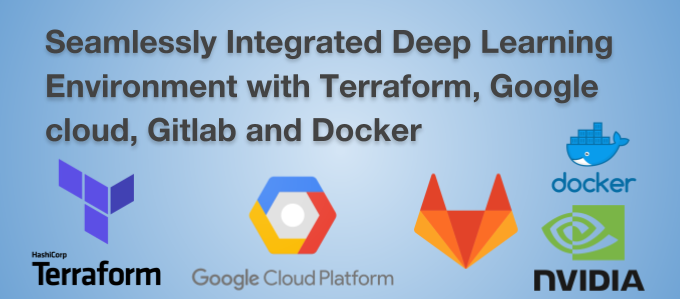 Seamlessly Integrated Deep Learning
Environment with Terraform, Google
cloud, Gitlab and Docker
docker
HashiCorp
Terraform
Google Cloud Platform
NVIDIA